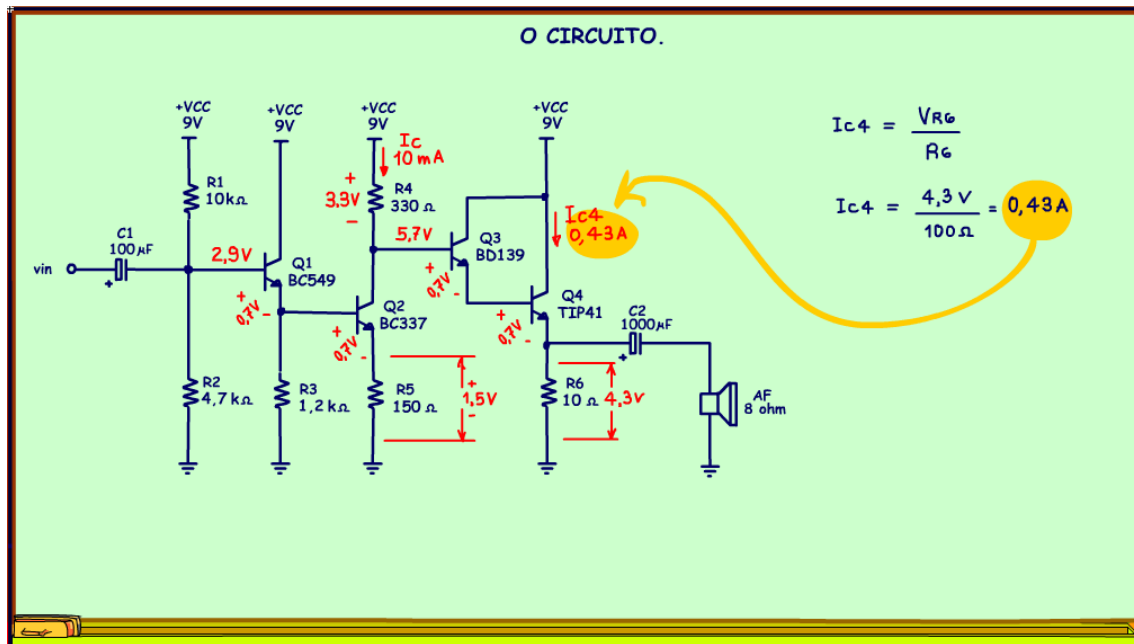 O CIRCUITO.
+VCC
9V
+VCC
9V
+VCC
9V
+VCC
9V
Ic
10 mA
Ic4 = VR6
R6
Ic4 = 4,3 V = 0,43A
100 Ω
R1
10kΩ
+
3,3V
–
R4
330 Ω
Ic4
0,43A
C1
100µF
vin
+
2,9V
Q1
BC549
5,7V
Q3
BD139
+
0,7V
–
+
0,7V
–
Q2
BC337
+
0,7V
–
+
0,7V
–
Q4
TIP41
C2
1000µF
+
R2
4,7 kΩ
R3
1,2 kΩ
R5
150 Ω
+
1,5V
–
R6
10 Ω
4,3V
AF
8 ohm